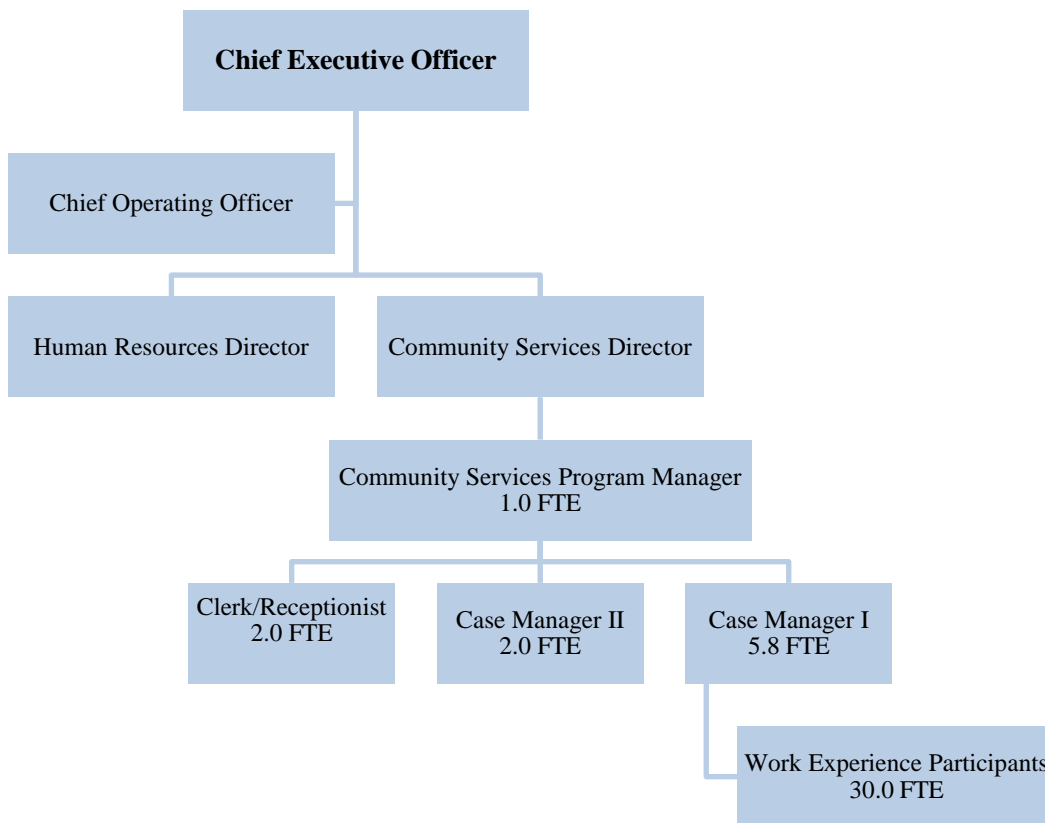 Chief Executive Officer
Chief Operating Officer
Human Resources Director
Community Services Director
Community Services Program Manager
1.0 FTE
Clerk/Receptionist
2.0 FTE
Case Manager II
2.0 FTE
Case Manager I
5.8 FTE
Work Experience Participants
30.0 FTE